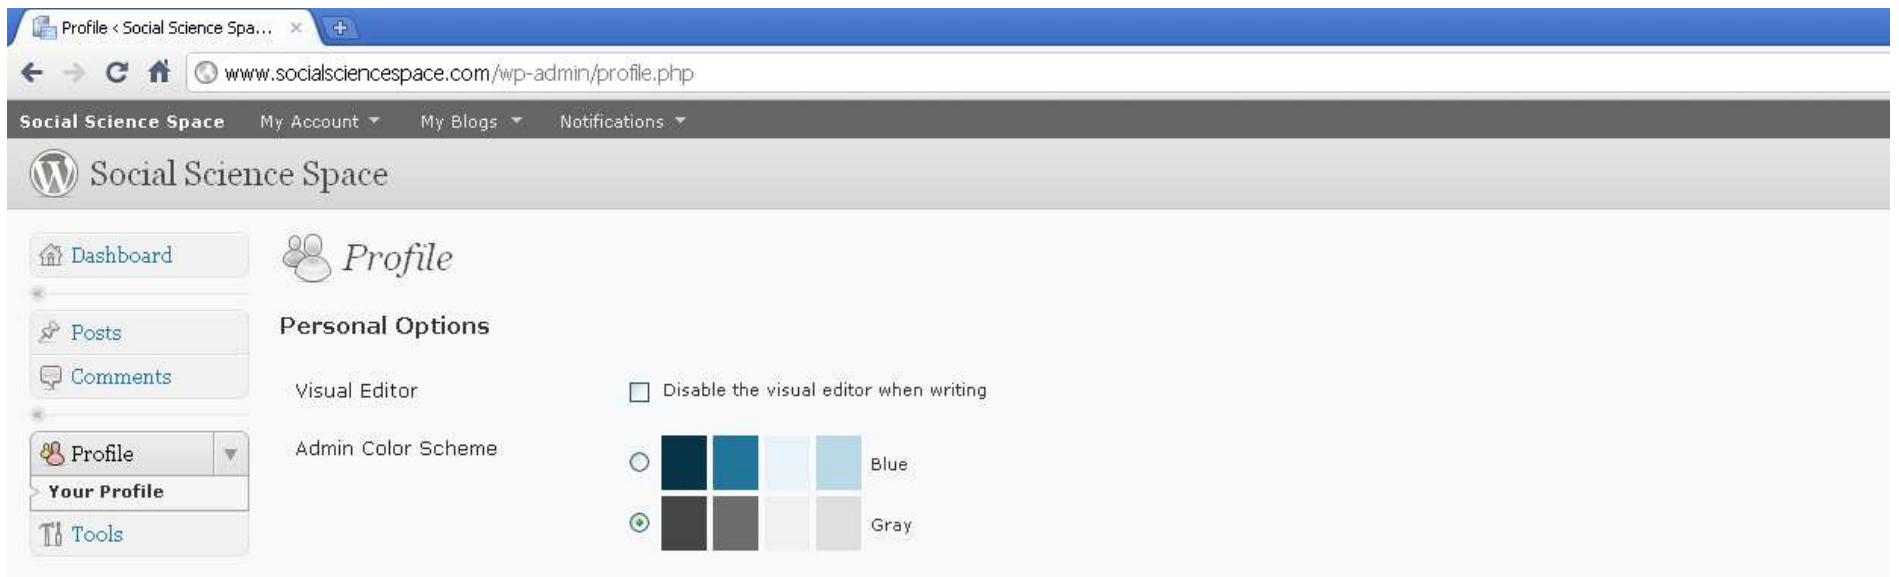 Profile < Social Science Spa...
www.socialsciencespace.com/wp-admin/profile.php
Social Science Space My Account My Blogs Notifications
Social Science Space
Dashboard
Posts
Comments
Profile
Your Profile
Tools
Profile
Personal Options
Visual Editor Disable the visual editor when writing
Admin Color Scheme Blue
Gray